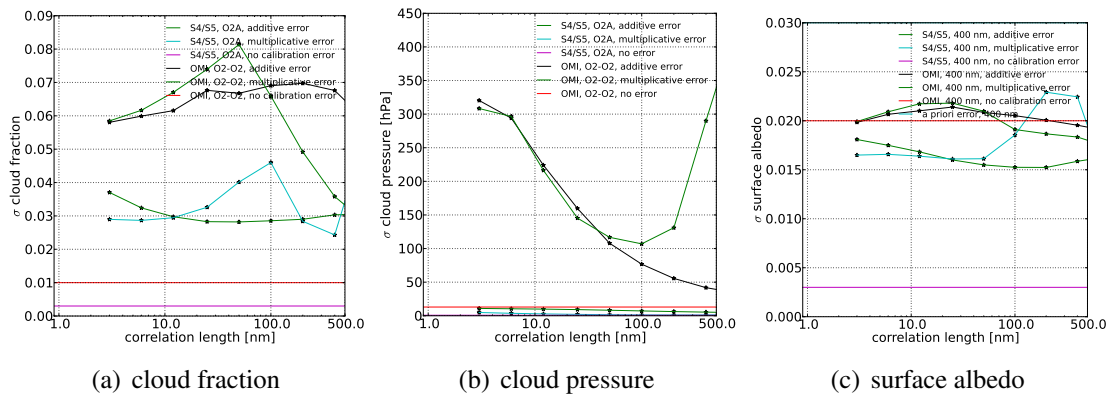 S4/S5, O2A, additive error
S4/S5, O2A, multiplicative error
S4/S5, O2A, no calibration error
OMI, O2-O2, additive error
OMI, O2-O2, multiplicative error
OMI, O2-O2, no calibration error
0.09
0.08
0.07
0.06
0.05
0.04
0.03
0.02
0.01
0.00
σ cloud fraction
1.0
10.0
100.0
500.0
correlation length [nm]
(a) cloud fraction
S4/S5, O2A, additive error
S4/S5, O2A, multiplicative error
S4/S5, O2A, no error
OMI, O2-O2, additive error
OMI, O2-O2, multiplicative error
OMI, O2-O2, no error
450
400
350
300
250
200
150
100
50
0
σ cloud pressure [hPa]
1.0
10.0
100.0
500.0
correlation length [nm]
(b) cloud pressure
S4/S5, 400 nm, additive error
S4/S5, 400 nm, multiplicative error
S4/S5, 400 nm, no calibration error
OMI, 400 nm, additive error
OMI, 400 nm, multiplicative error
OMI, 400 nm, no calibration error
a priori error, 400 nm
0.030
0.025
0.020
0.015
0.010
0.005
0.000
σ surface albedo
1.0
10.0
100.0
500.0
correlation length [nm]
(c) surface albedo